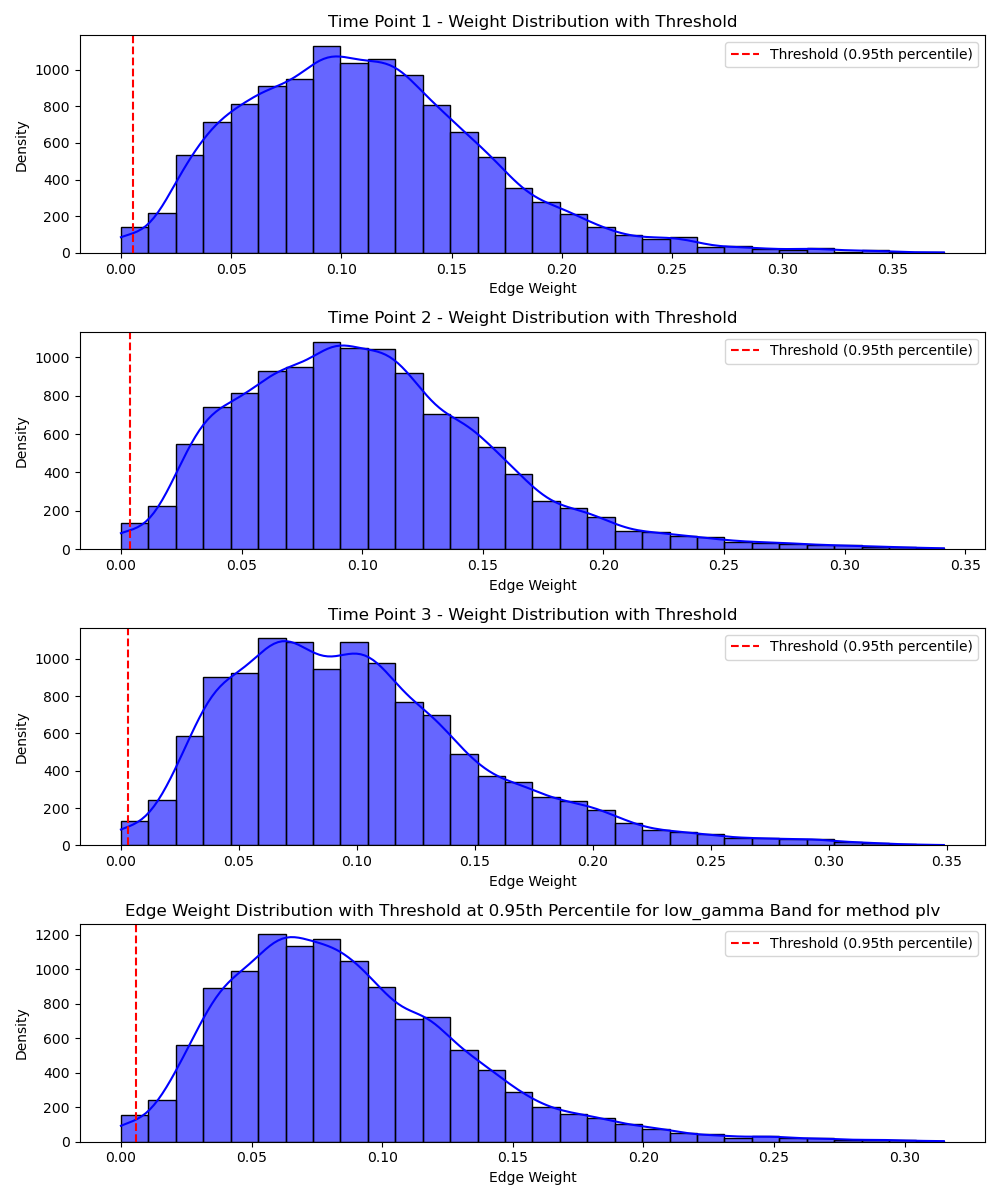 Time Point 1 - Weight Distribution with Threshold
Threshold (0.95th percentile)
Density
1000
800
600
400
200
0
0.00 0.05 0.10 0.15 0.20 0.25 0.30 0.35
Edge Weight
Time Point 2 - Weight Distribution with Threshold
Threshold (0.95th percentile)
Density
1000
800
600
400
200
0
0.00 0.05 0.10 0.15 0.20 0.25 0.30 0.35
Edge Weight
Time Point 3 - Weight Distribution with Threshold
Threshold (0.95th percentile)
Density
1000
800
600
400
200
0
0.00 0.05 0.10 0.15 0.20 0.25 0.30 0.35
Edge Weight
Edge Weight Distribution with Threshold at 0.95th Percentile for low_gamma Band for method plv
Threshold (0.95th percentile)
Density
1200
1000
800
600
400
200
0
0.00 0.05 0.10 0.15 0.20 0.25 0.30
Edge Weight